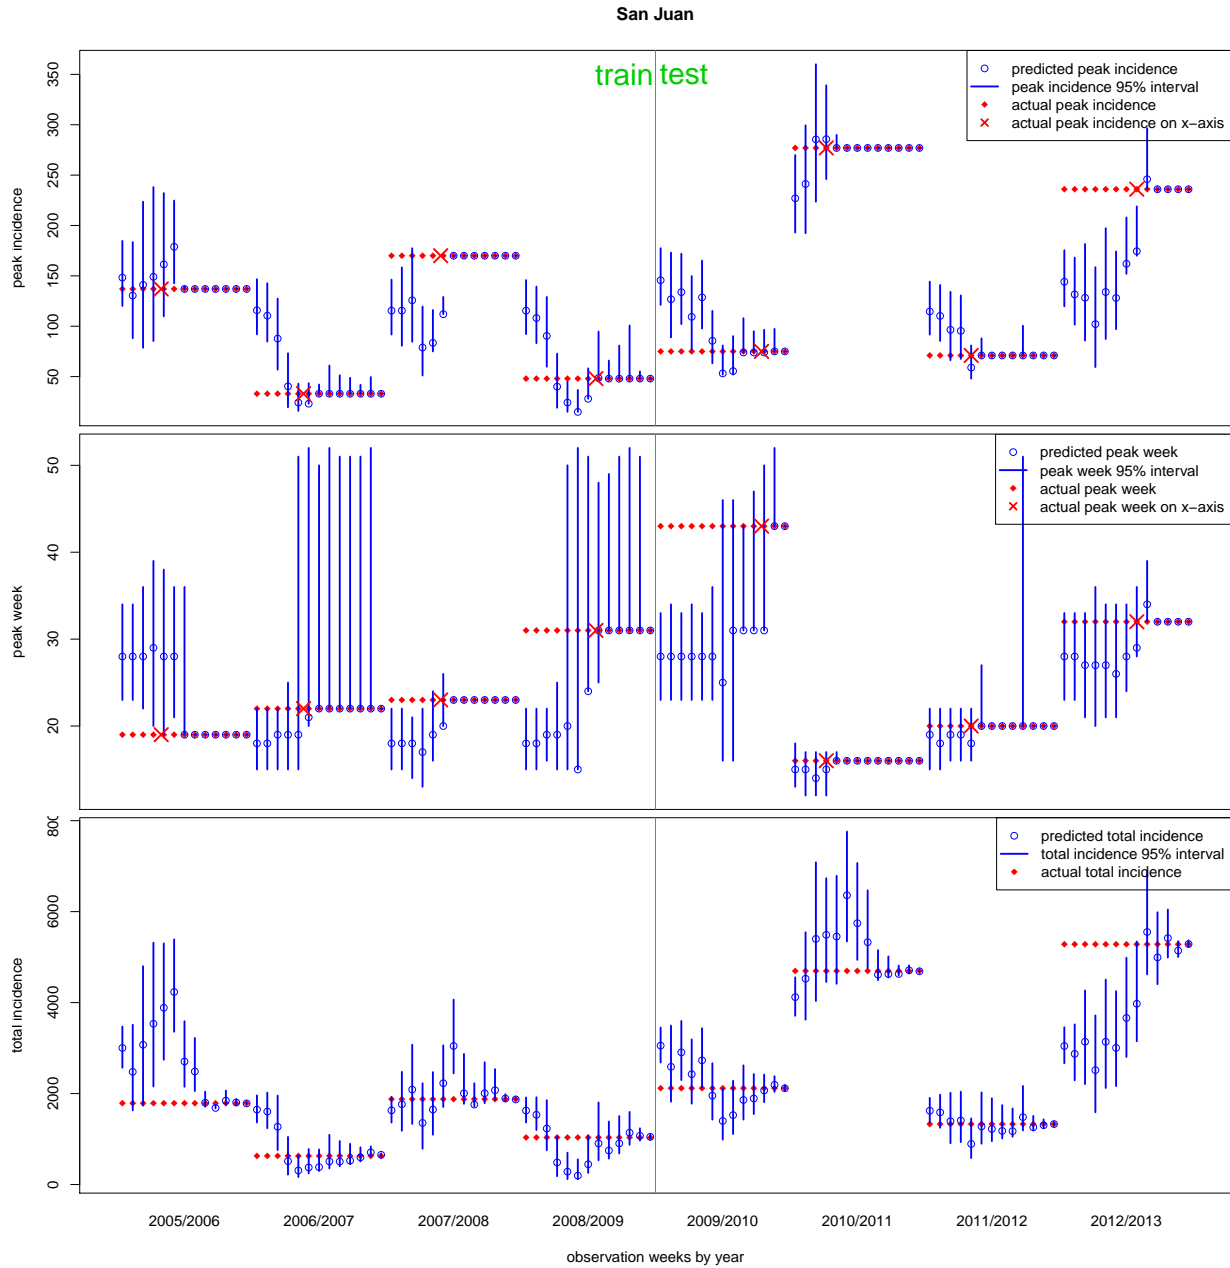 San Juan
train test
predicted peak incidence
peak incidence 95% interval
actual peak incidence
actual peak incidence on x−axis
peak incidence
350
300
250
200
150
100
50
predicted peak week
peak week 95% interval
actual peak week
actual peak week on x−axis
peak week
50
40
30
20
predicted total incidence
total incidence 95% interval
actual total incidence
total incidence
6000
4000
2000
0
2005/2006 2006/2007 2007/2008 2008/2009 2009/2010 2010/2011 2011/2012 2012/2013
observation weeks by year